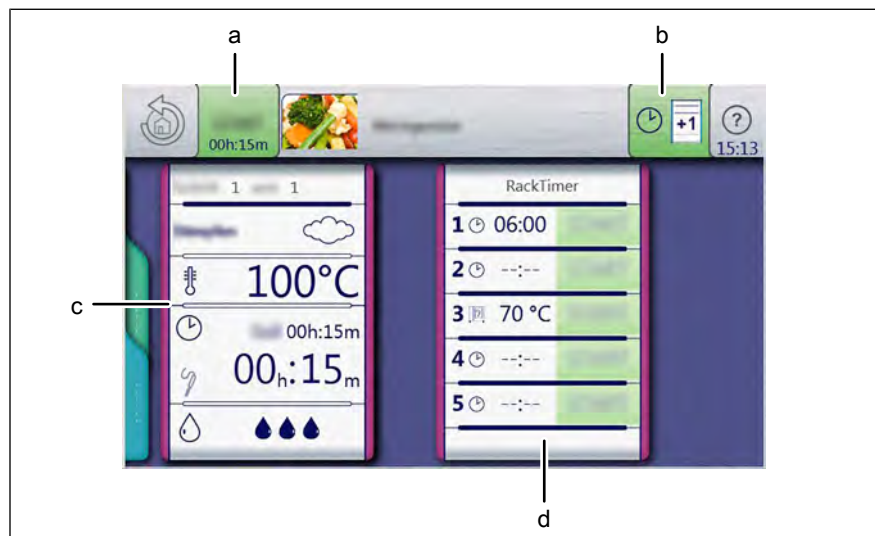 a
b
00h:15m
+1
?
15:13
1 1
100°C
00h:15m
00h:15m
c
RackTimer
1 06:00
2 --:--
3 70 °C
4 --:--
5 --:--
d